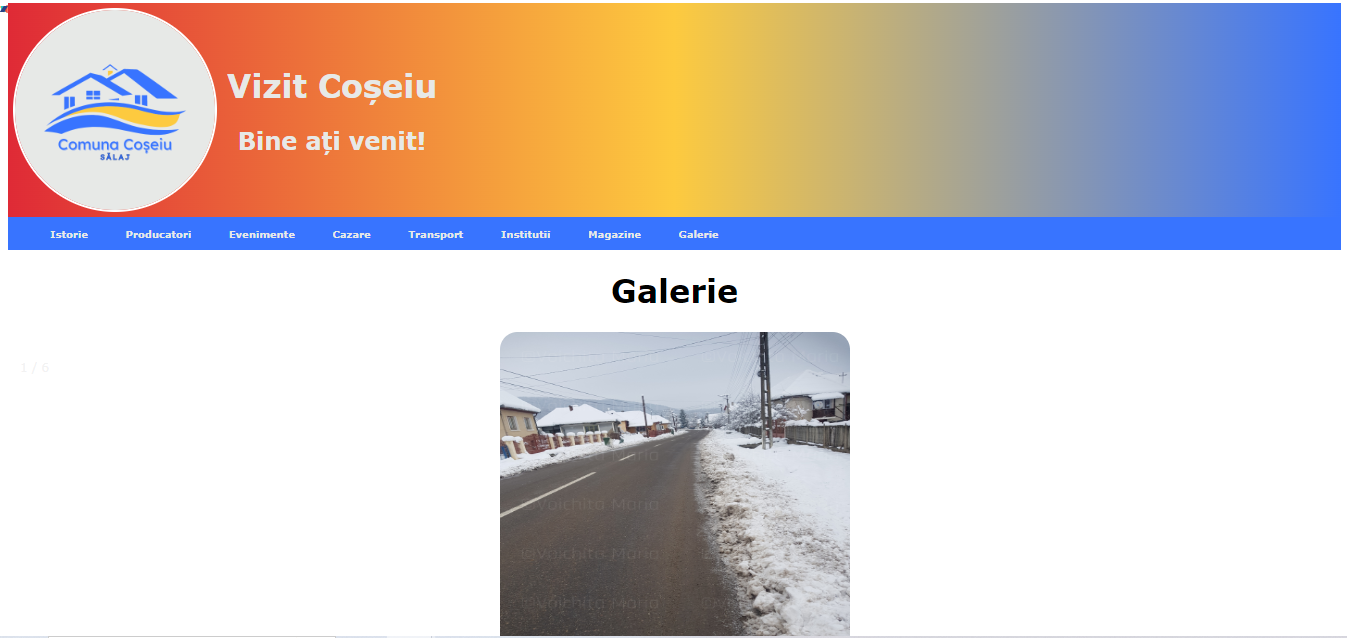 Comuna Coșeiu
SĂLAJ
Vizit Coșeiu
Bine ați venit!
Istorie Producatori Evenimente Cazare Transport Institutii Magazine Galerie
Galerie
1 / 6
Maria
©Voichita Maria
©Voichita Maria
©Voichita Maria